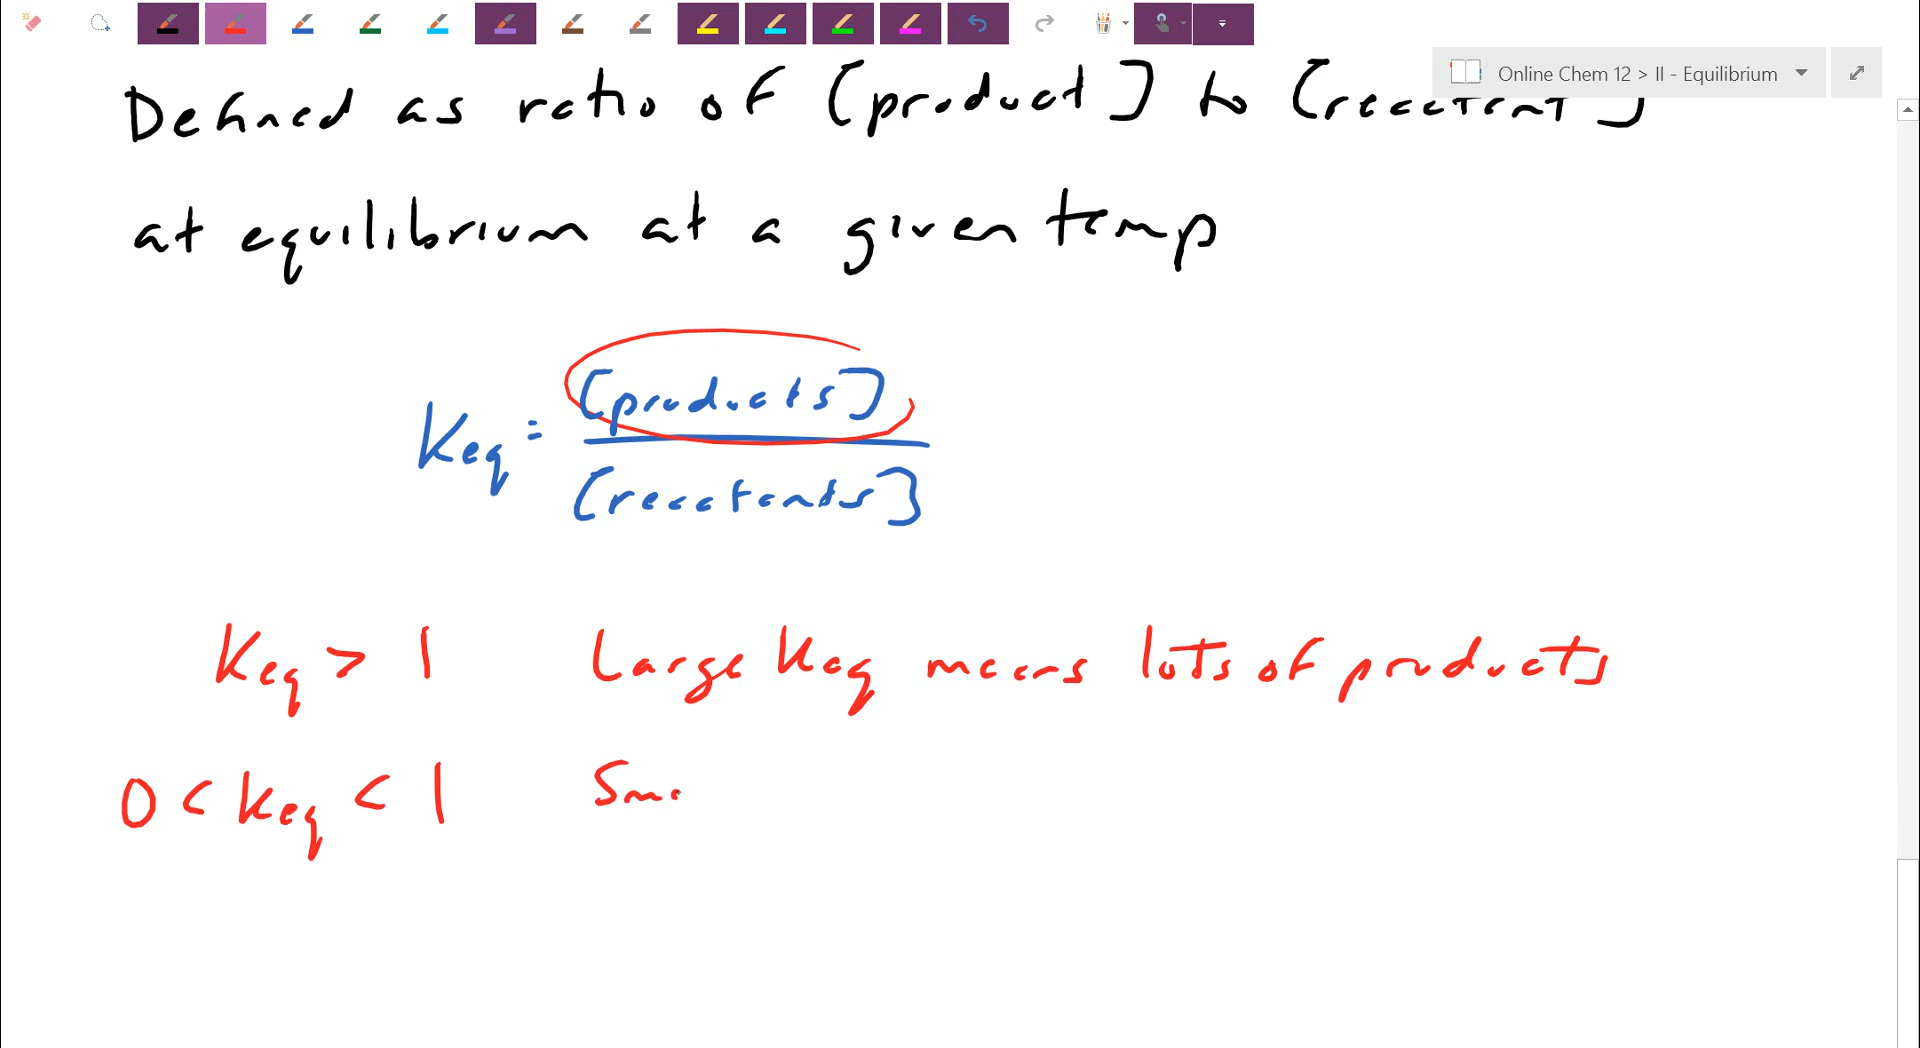 Online Chem 12 > II - Equilibrium
Defined as ratio of [product] to [reactant]
at equilibrium at a given temp
Keq = [products]
[reactants]
Keq > 1 Large Keq means lots of products
0 < Keq < 1 Sma